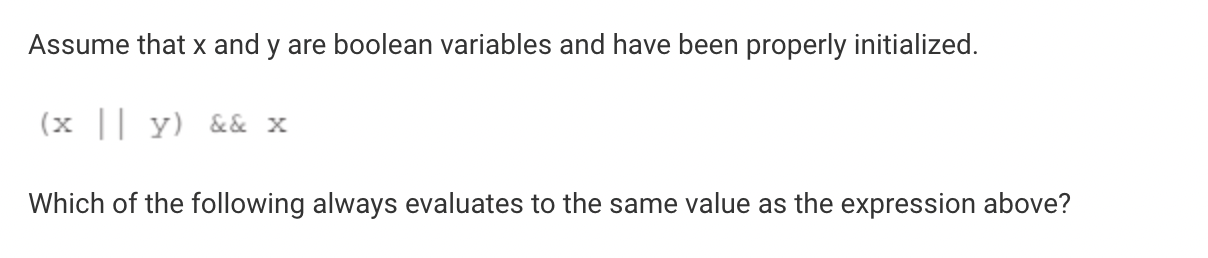 Assume that x and y are boolean variables and have been properly initialized.
(x || y) && x
Which of the following always evaluates to the same value as the expression above?